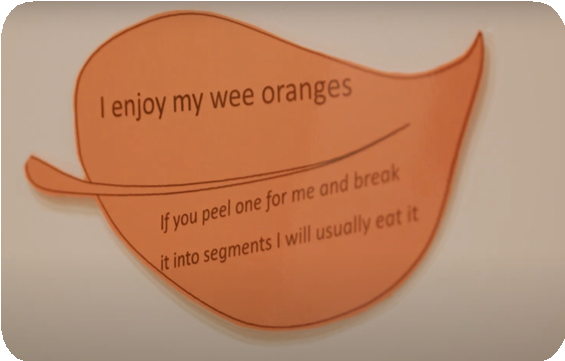 I enjoy my wee oranges
If you peel one for me and break
it into segments I will usually eat it